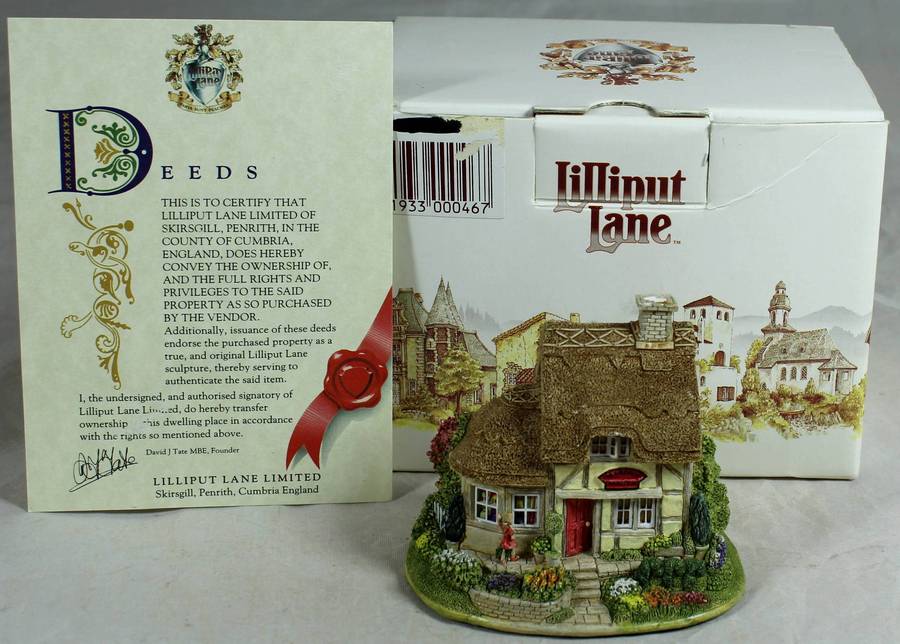 Lilliput
Lane
DEEDS
THIS IS TO CERTIFY THAT
LILLIPUT LANE LIMITED OF
SKIRSGILL, PENRITH, IN THE
COUNTY OF CUMBRIA,
ENGLAND, DOES HEREBY
CONVEY THE OWNERSHIP OF,
AND THE FULL RIGHTS AND
PRIVILEGES TO THE SAID
PROPERTY AS SO PURCHASED
BY THE VENDOR.
Additionally, issuance of these deeds
endorse the purchased property as a
true, and original Lilliput Lane
sculpture, thereby serving to
authenticate the said item.
I, the undersigned, and authorised signatory of
Lilliput Lane Limited, do hereby transfer
ownership this dwelling place in accordance
with the rights so mentioned above.
David J Tate MBE, Founder
LILLIPUT LANE LIMITED
Skirsgill, Penrith, Cumbria England
1933 000467
Lilliput
Lane™